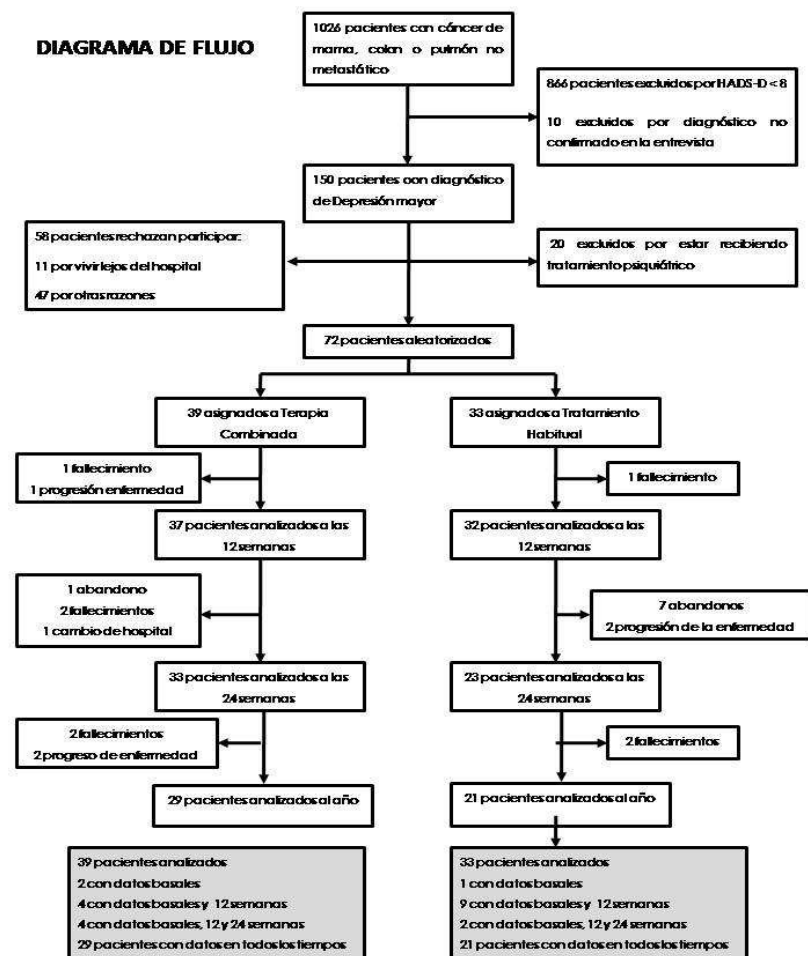 DIAGRAMA DE FLUJO
1026 pacientes con cáncer de
mama, colon o pulmón no
metastático
866 pacientes excluidos por HADS-D < 8
10 excluidos por diagnóstico no
confirmado en la entrevista
150 pacientes con diagnóstico
de Depresión mayor
58 pacientes rechazan participar:
11 por vivir lejos del hospital
47 por otras razones
20 excluidos por estar recibiendo
tratamiento psiquiátrico
72 pacientes aleatorizados
39 asignados a Terapia
Combinada
33 asignados a Tratamiento
Habitual
1 fallecimiento
1 progresión enfermedad
1 fallecimiento
37 pacientes analizados a las
12 semanas
32 pacientes analizados a las
12 semanas
1 abandono
2 fallecimientos
1 cambio de hospital
7 abandonos
2 progresión de la enfermedad
33 pacientes analizados a las
24 semanas
23 pacientes analizados a las
24 semanas
2 fallecimientos
2 progreso de enfermedad
2 fallecimientos
29 pacientes analizados al año
21 pacientes analizados al año
39 pacientes analizados
2 con datos basales
4 con datos basales y 12 semanas
4 con datos basales, 12 y 24 semanas
29 pacientes con datos en todos los tiempos
33 pacientes analizados
1 con datos basales
9 con datos basales y 12 semanas
2 con datos basales, 12 y 24 semanas
21 pacientes con datos en todos los tiempos